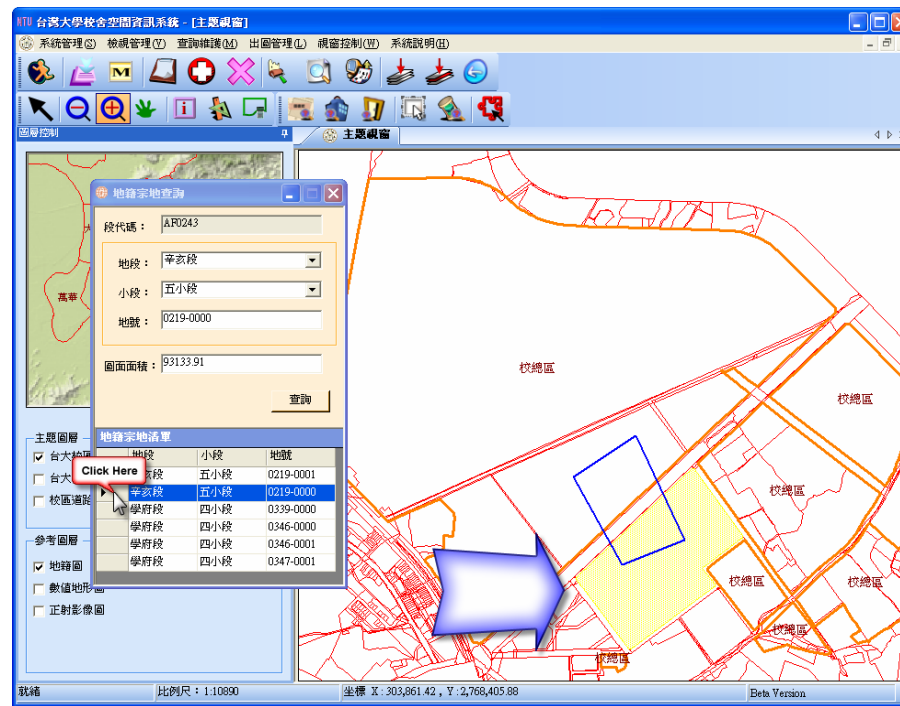 NTU 台灣大學校舍空間資訊系統 - [主題視窗]
系統管理(S) 檢視管理(V) 查詢維護(M) 出圖管理(L) 視窗控制(W) 系統說明(H)
M
i
圖層控制
主題視窗
萬華
地籍宗地查詢
段代碼： AF0243
地段： 辛亥段
小段： 五小段
地號： 0219-0000
圖面面積： 93133.91
查詢
地籍宗地清單
地段 小段 地號
亥段 五小段 0219-0001
辛亥段 五小段 0219-0000
學府段 四小段 0339-0000
學府段 四小段 0346-0000
學府段 四小段 0346-0001
學府段 四小段 0347-0001
Click Here
主題圖層
台大校
台大
校區道
參考圖層
地籍圖
數值地形圖
正射影像圖
校總區
校總區
校總區
校總區
校總區
校總區
校總區
就緒
比例尺：1:10890
坐標 X : 303,861.42 , Y : 2,768,405.88
Beta Version